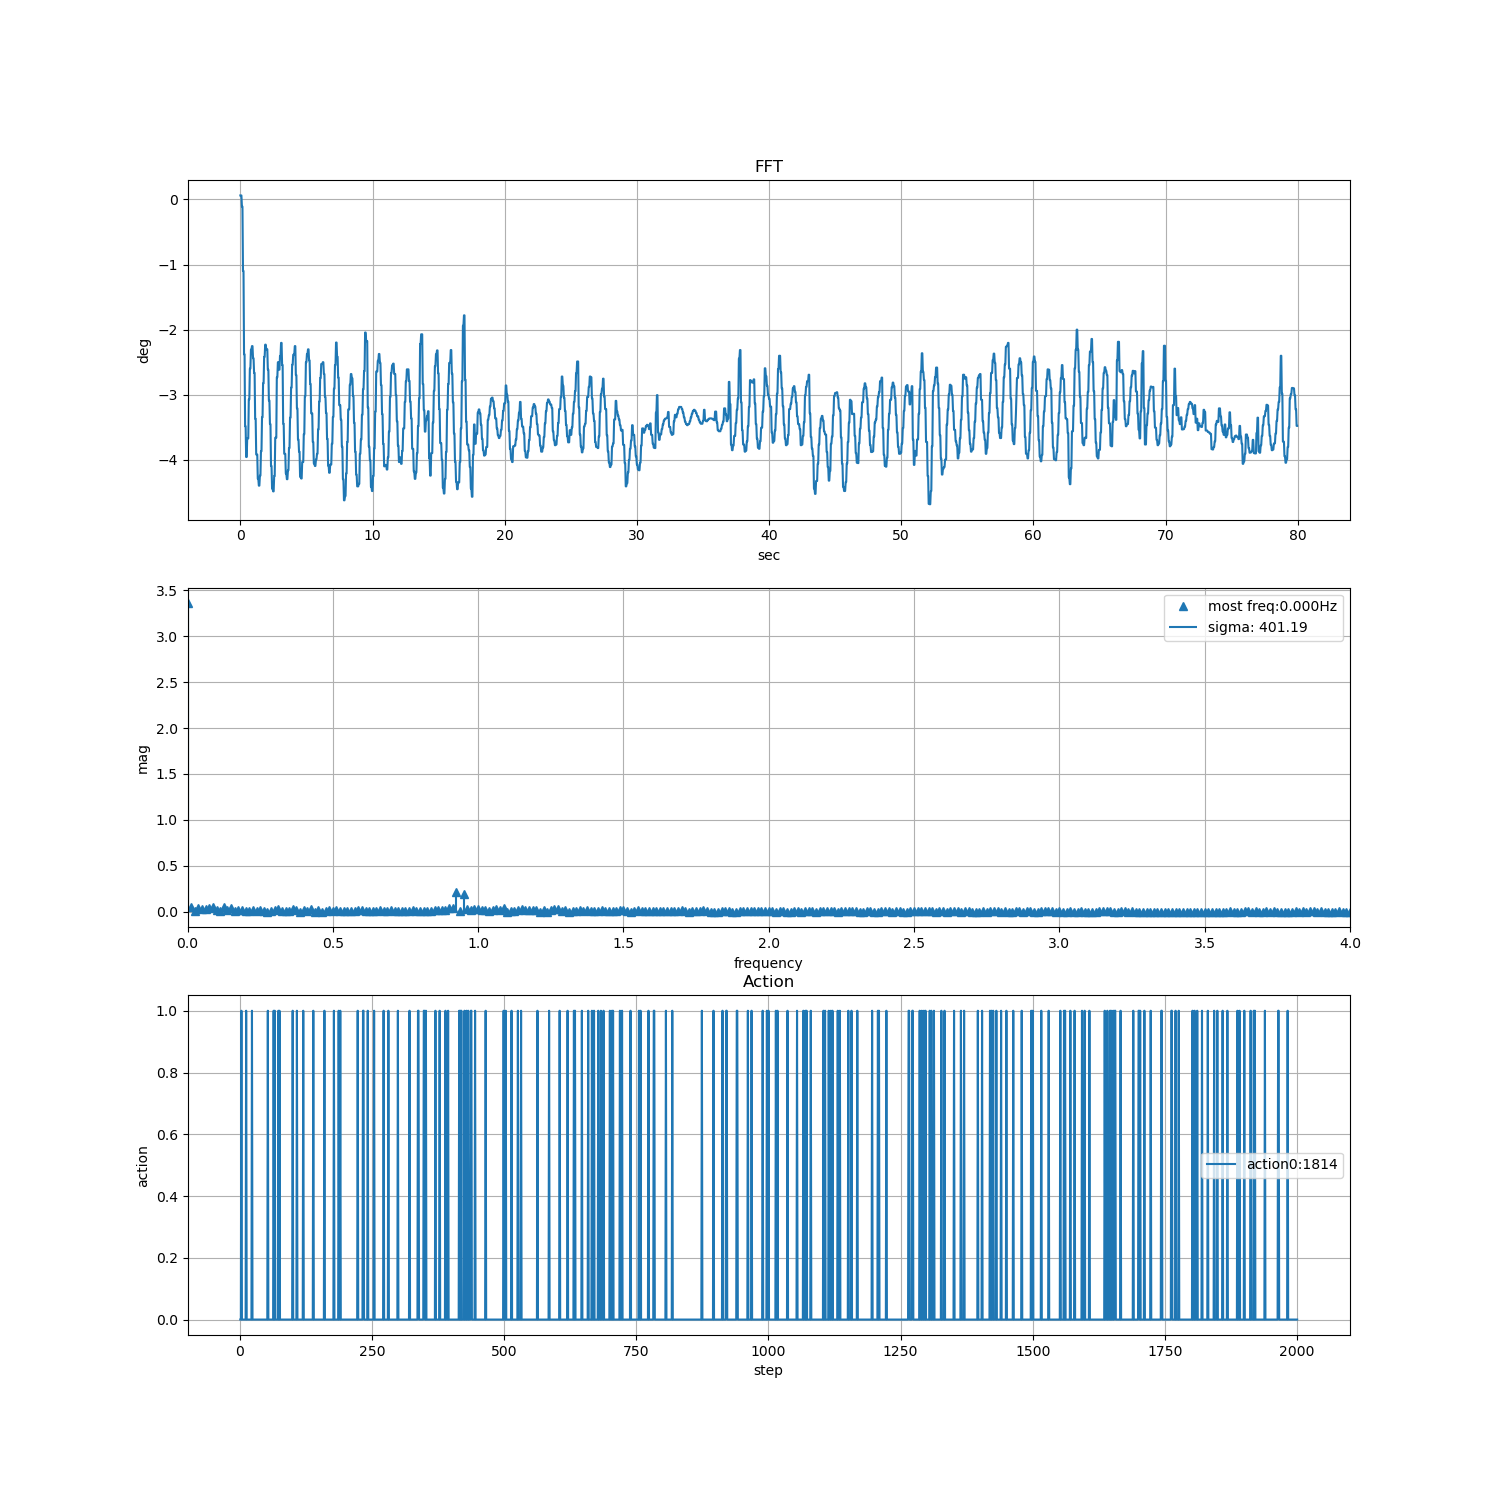 FFT
0
−1
−2
−3
−4
deg
0 10 20 30 40 50 60 70 80
sec
3.5
3.0
2.5
2.0
1.5
1.0
0.5
0.0
mag
most freq:0.000Hz
sigma: 401.19
0.0 0.5 1.0 1.5 2.0 2.5 3.0 3.5 4.0
frequency
Action
1.0
0.8
0.6
0.4
0.2
0.0
action
action0:1814
0 250 500 750 1000 1250 1500 1750 2000
step